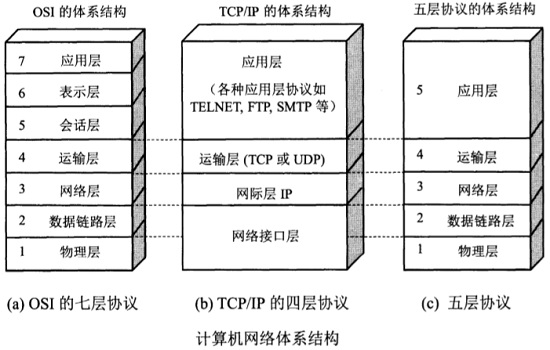 OSI 的体系结构
7 应用层
6 表示层
5 会话层
4 运输层
3 网络层
2 数据链路层
1 物理层
(a) OSI 的七层协议
TCP/IP 的体系结构
应用层
(各种应用层协议如
TELNET, FTP, SMTP 等)
运输层 (TCP 或 UDP)
网际层 IP
网络接口层
(b) TCP/IP 的四层协议
五层协议的体系结构
5 应用层
4 运输层
3 网络层
2 数据链路层
1 物理层
(c) 五层协议
计算机网络体系结构